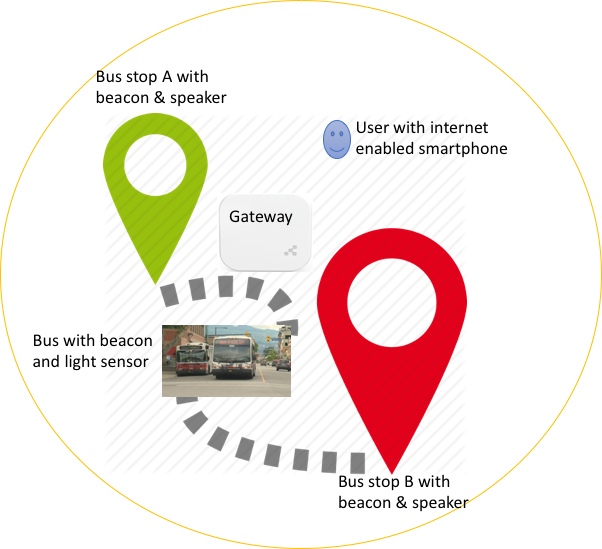 Bus stop A with
beacon & speaker
User with internet
enabled smartphone
Gateway
Bus with beacon
and light sensor
Bus stop B with
beacon & speaker